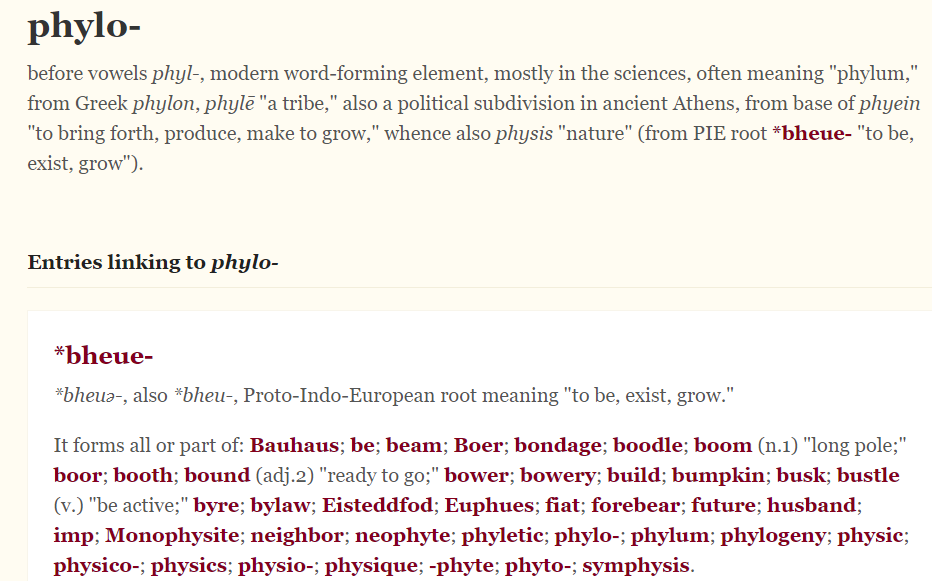 phylo-
before vowels phyl-, modern word-forming element, mostly in the sciences, often meaning "phylum,"
from Greek phylon, phylē "a tribe," also a political subdivision in ancient Athens, from base of phyein
"to bring forth, produce, make to grow," whence also physis "nature" (from PIE root *bheue- "to be,
exist, grow").
Entries linking to phylo-
*bheue-
*bheuə-, also *bheu-, Proto-Indo-European root meaning "to be, exist, grow."
It forms all or part of: Bauhaus; be; beam; Boer; bondage; boodle; boom (n.1) "long pole;"
boor; booth; bound (adj.2) "ready to go;" bower; bowery; build; bumpkin; busk; bustle
(v.) "be active;" byre; bylaw; Eisteddfod; Euphues; fiat; forebear; future; husband;
imp; Monophysite; neighbor; neophyte; phyletic; phylo-; phylum; phylogeny; physic;
physico-; physics; physio-; physique; -phyte; phyto-; symphysis.